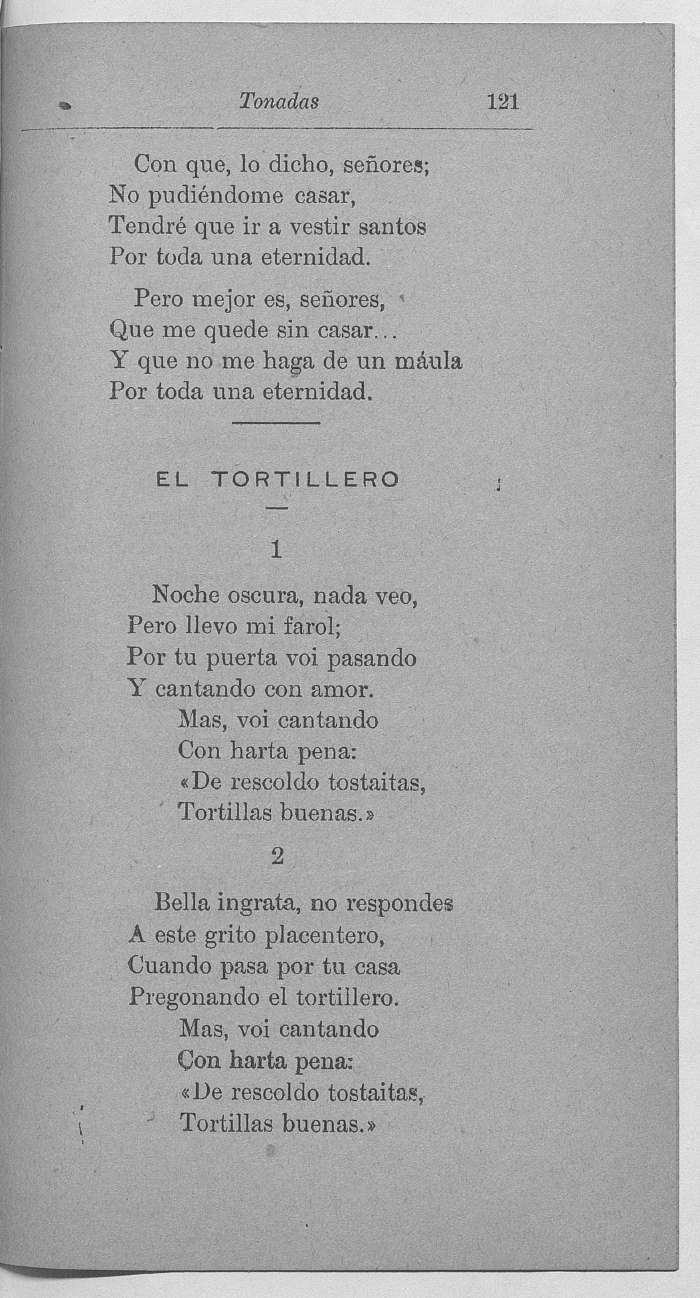 Tonadas 121
Con que, lo dicho, señores;
No pudiéndome casar,
Tendré que ir a vestir santos
Por toda una eternidad.
Pero mejor es, señores,
Que me quede sin casar...
Y que no me haga de un máula
Por toda una eternidad.
EL TORTILLERO
1
Noche oscura, nada veo,
Pero llevo mi farol;
Por tu puerta voi pasando
Y cantando con amor.
Mas, voi cantando
Con harta pena:
«De rescoldo tostaitas,
Tortillas buenas.»
2
Bella ingrata, no respondes
A este grito placentero,
Cuando pasa por tu casa
Pregonando el tortillero.
Mas, voi cantando
Con harta pena:
«De rescoldo tostaitas,
Tortillas buenas.»